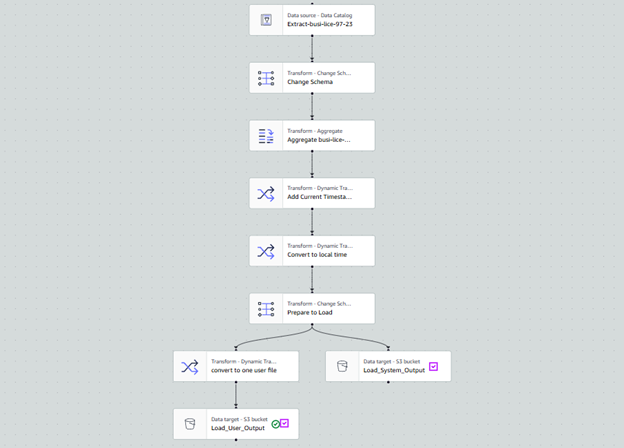 Data source - Data Catalog
Extract-busi-lice-97-23
Transform - Change Sch...
Change Schema
Transform - Aggregate
Aggregate busi-lice-...
Transform - Dynamic Tra...
Add Current Timesta...
Transform - Dynamic Tra...
Convert to local time
Transform - Change Sch...
Prepare to Load
Transform - Dynamic Tra...
convert to one user file
Data target - S3 bucket
Load_System_Output
Data target - S3 bucket
Load_User_Output